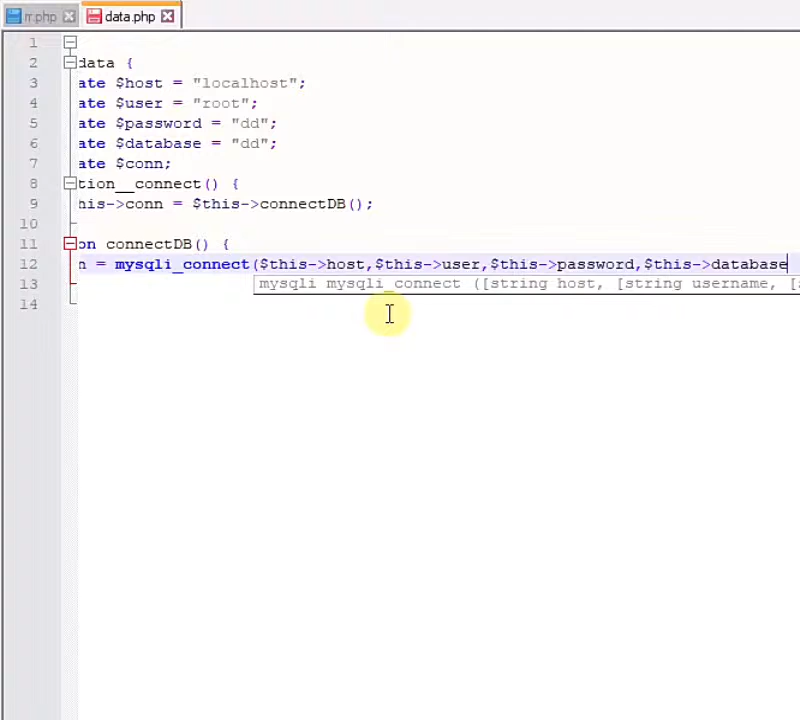 rr.php data.php
1
2 data {
3 ate $host = "localhost";
4 ate $user = "root";
5 ate $password = "dd";
6 ate $database = "dd";
7 ate $conn;
8 tion__connect() {
9 his->conn = $this->connectDB();
10
11 on connectDB() {
12 n = mysqli_connect($this->host,$this->user,$this->password,$this->database
13 mysqli mysqli_connect ([string host, [string username, [s
14